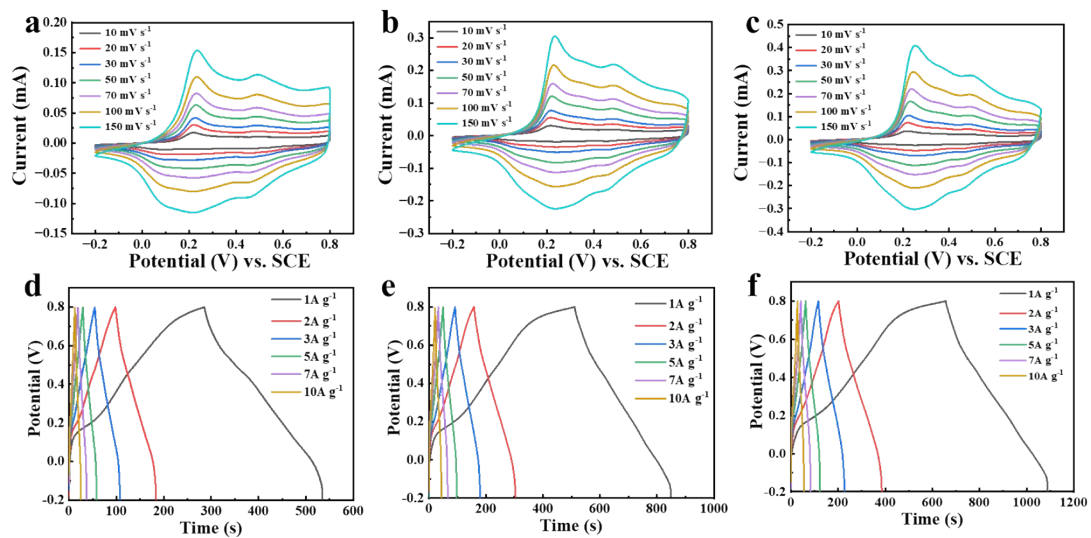 a
10 mV s⁻¹
20 mV s⁻¹
30 mV s⁻¹
50 mV s⁻¹
70 mV s⁻¹
100 mV s⁻¹
150 mV s⁻¹
0.20
0.15
0.10
0.05
0.00
−0.05
−0.10
−0.15
Current (mA)
−0.2 0.0 0.2 0.4 0.6 0.8
Potential (V) vs. SCE
b
10 mV s⁻¹
20 mV s⁻¹
30 mV s⁻¹
50 mV s⁻¹
70 mV s⁻¹
100 mV s⁻¹
150 mV s⁻¹
0.4
0.3
0.2
0.1
0.0
−0.1
−0.2
−0.3
Current (mA)
−0.2 0.0 0.2 0.4 0.6 0.8
Potential (V) vs. SCE
c
10 mV s⁻¹
20 mV s⁻¹
30 mV s⁻¹
50 mV s⁻¹
70 mV s⁻¹
100 mV s⁻¹
150 mV s⁻¹
0.5
0.4
0.3
0.2
0.1
0.0
−0.1
−0.2
−0.3
−0.4
Current (mA)
−0.2 0.0 0.2 0.4 0.6 0.8
Potential (V) vs. SCE
d
1A g⁻¹
2A g⁻¹
3A g⁻¹
5A g⁻¹
7A g⁻¹
10A g⁻¹
1.0
0.8
0.4
0.0
-0.2
Potential (V)
0 100 200 300 400 500 600
Time (s)
e
1A g⁻¹
2A g⁻¹
3A g⁻¹
5A g⁻¹
7A g⁻¹
10A g⁻¹
1.0
0.8
0.4
0.0
-0.2
Potential (V)
0 200 400 600 800 1000
Time (s)
f
1A g⁻¹
2A g⁻¹
3A g⁻¹
5A g⁻¹
7A g⁻¹
10A g⁻¹
1.0
0.8
0.4
0.2
0.0
-0.2
Potential (V)
0 200 400 600 800 1000 1200
Time (s)